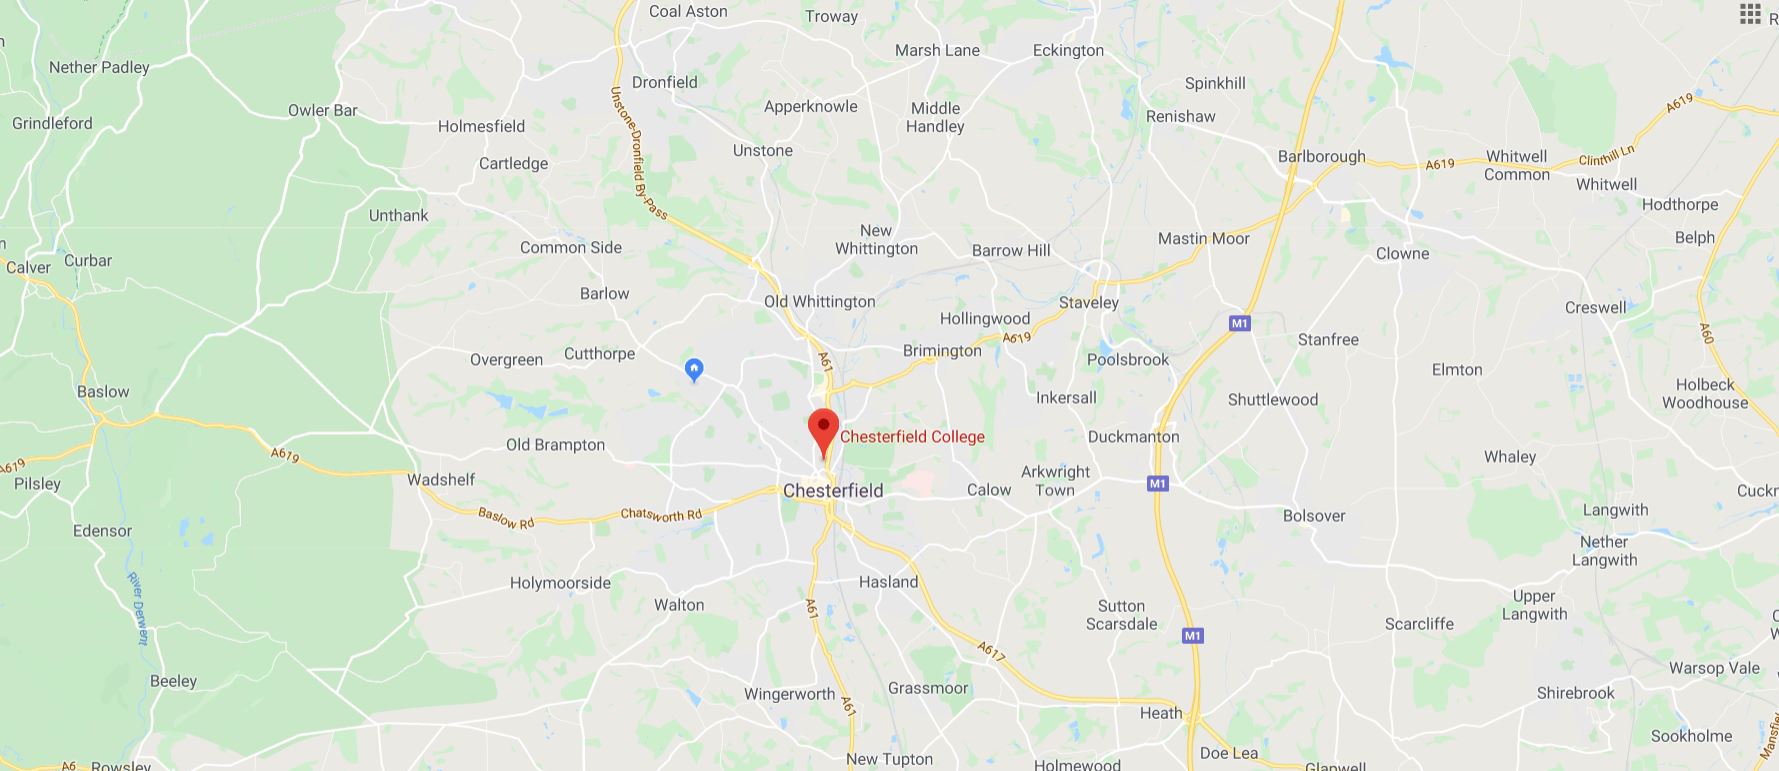 Coal Aston
Troway
R
Marsh Lane
Eckington
Nether Padley
Dronfield
Spinkhill
Unstone-Dronfield By-Pass
Owler Bar
Apperknowle
Middle
Handley
A619
Grindleford
Holmesfield
Renishaw
Unstone
Cartledge
Barlborough
A619
Whitwell
Common
Clinthill Ln
Whitwell
Unthank
Hodthorpe
New
Whittington
Common Side
Barrow Hill
Mastin Moor
Belph
n
Calver
Curbar
Clowne
Barlow
Old Whittington
Staveley
Creswell
Hollingwood
M1
A619
A60
Overgreen
Cutthorpe
A61
Brimington
Poolsbrook
Stanfree
Elmton
Baslow
Inkersall
Shuttlewood
Holbeck
Woodhouse
Chesterfield College
Duckmanton
Old Brampton
A619
A619
Whaley
Pilsley
Wadshelf
Chesterfield
Calow
Arkwright
Town
M1
Cuckn
Langwith
Baslow Rd
Chatsworth Rd
Bolsover
Edensor
Nether
Langwith
River Derwent
Holymoorside
Hasland
Walton
A61
Sutton
Scarsdale
Upper
Langwith
Scarcliffe
M1
A617
Beeley
Warsop Vale
Wingerworth
Grassmoor
Shirebrook
A61
Heath
Sookholme
Mansfie
New Tupton
Doe Lea
A6
Rowsley
Holmewood
Glapwell